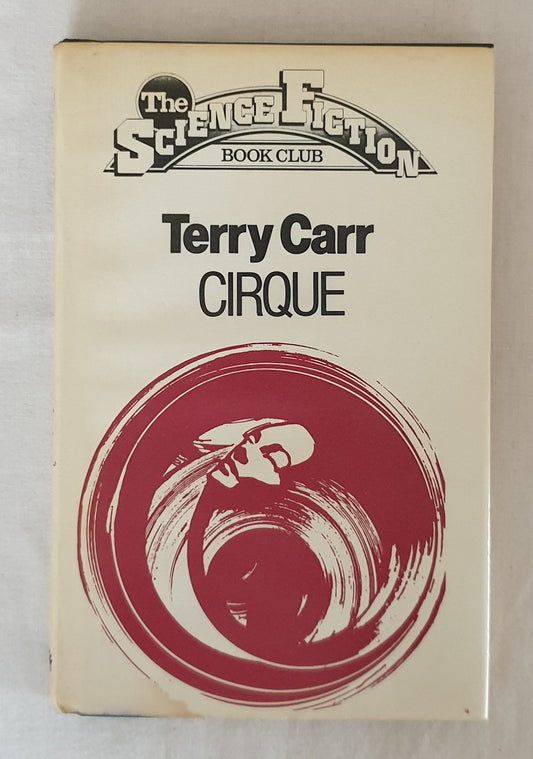 The
SCIENCE FICTION
BOOK CLUB
Terry Carr
CIRQUE